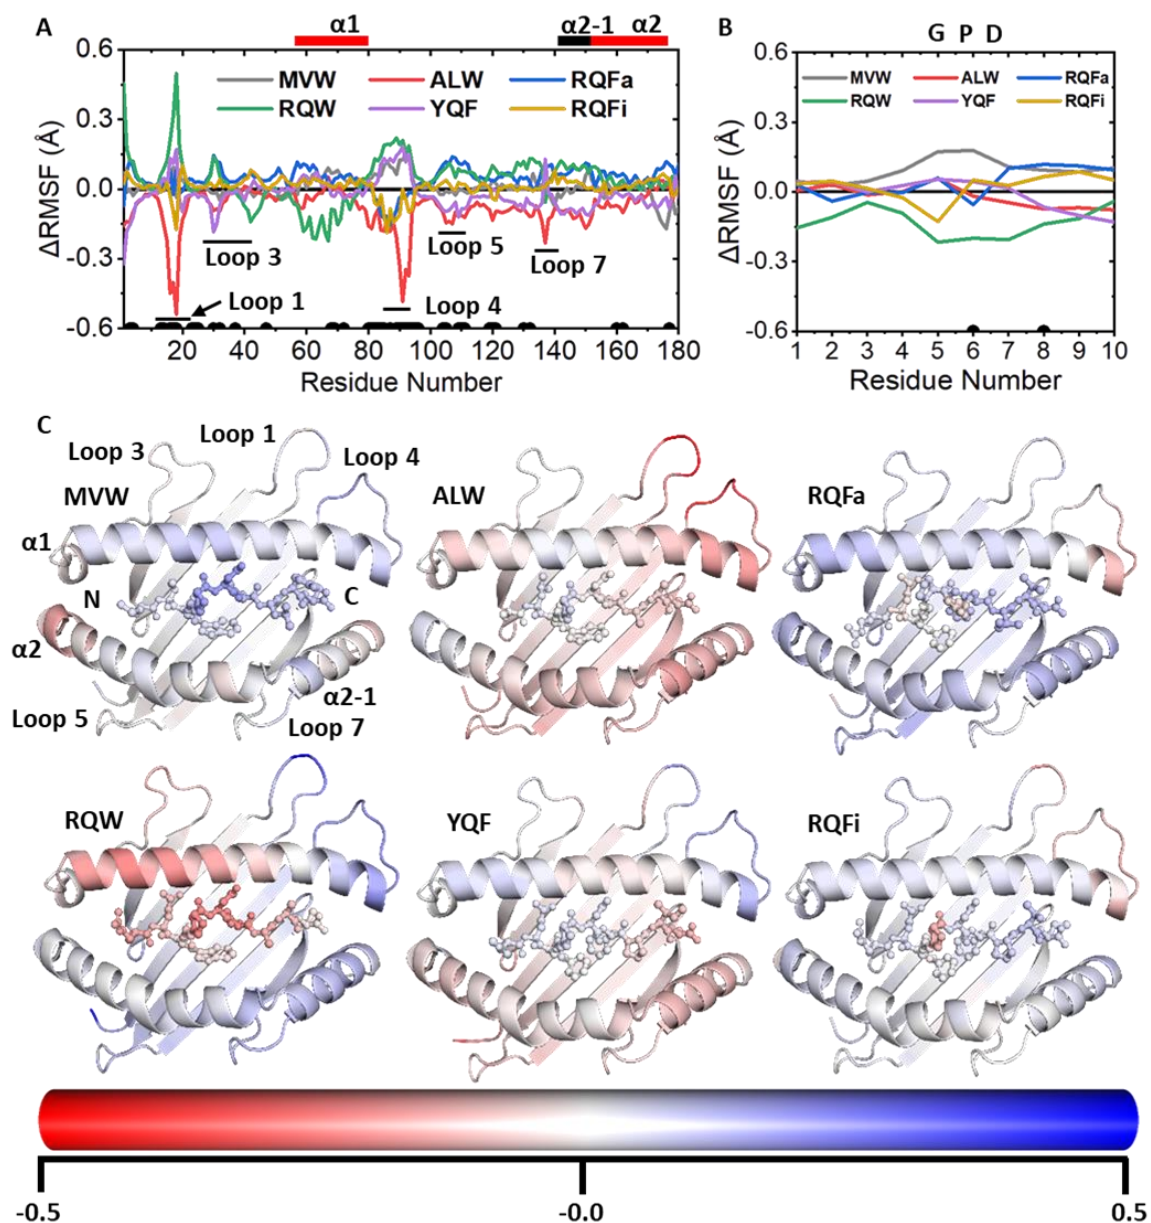 A
α1
α2-1
α2
0.6
0.3
0.0
-0.3
-0.6
ΔRMSF (Å)
MVW
ALW
RQFa
RQW
YQF
RQFi
Loop 3
Loop 5
Loop 7
Loop 1
Loop 4
20 40 60 80 100 120 140 160 180
Residue Number
B
G P D
0.6
0.3
0.0
-0.3
-0.6
ΔRMSF (Å)
MVW
ALW
RQFa
RQW
YQF
RQFi
1 2 3 4 5 6 7 8 9 10
Residue Number
C
Loop 3
Loop 1
Loop 4
MVW
α1
N
C
α2
α2-1
Loop 5
Loop 7
ALW
RQFa
RQW
YQF
RQFi
-0.5
-0.0
0.5